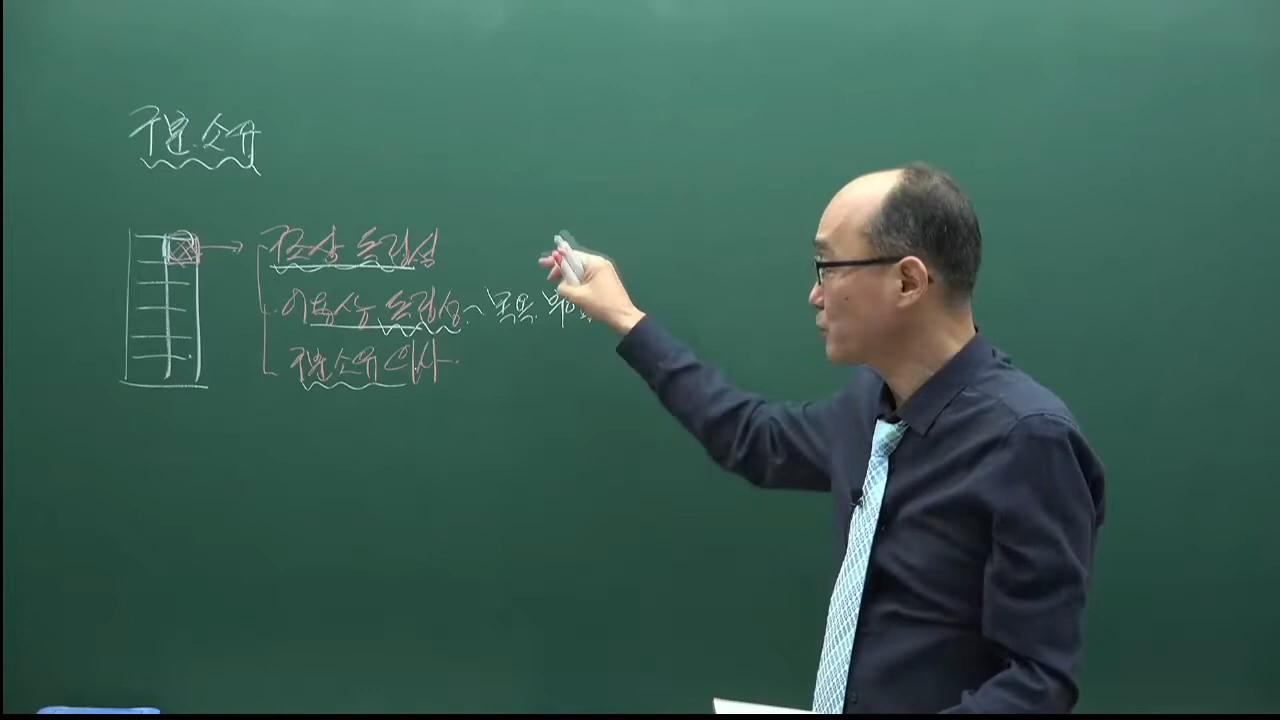 구분소유
구조상 독립성
이용상 독립성
구분소유 의사